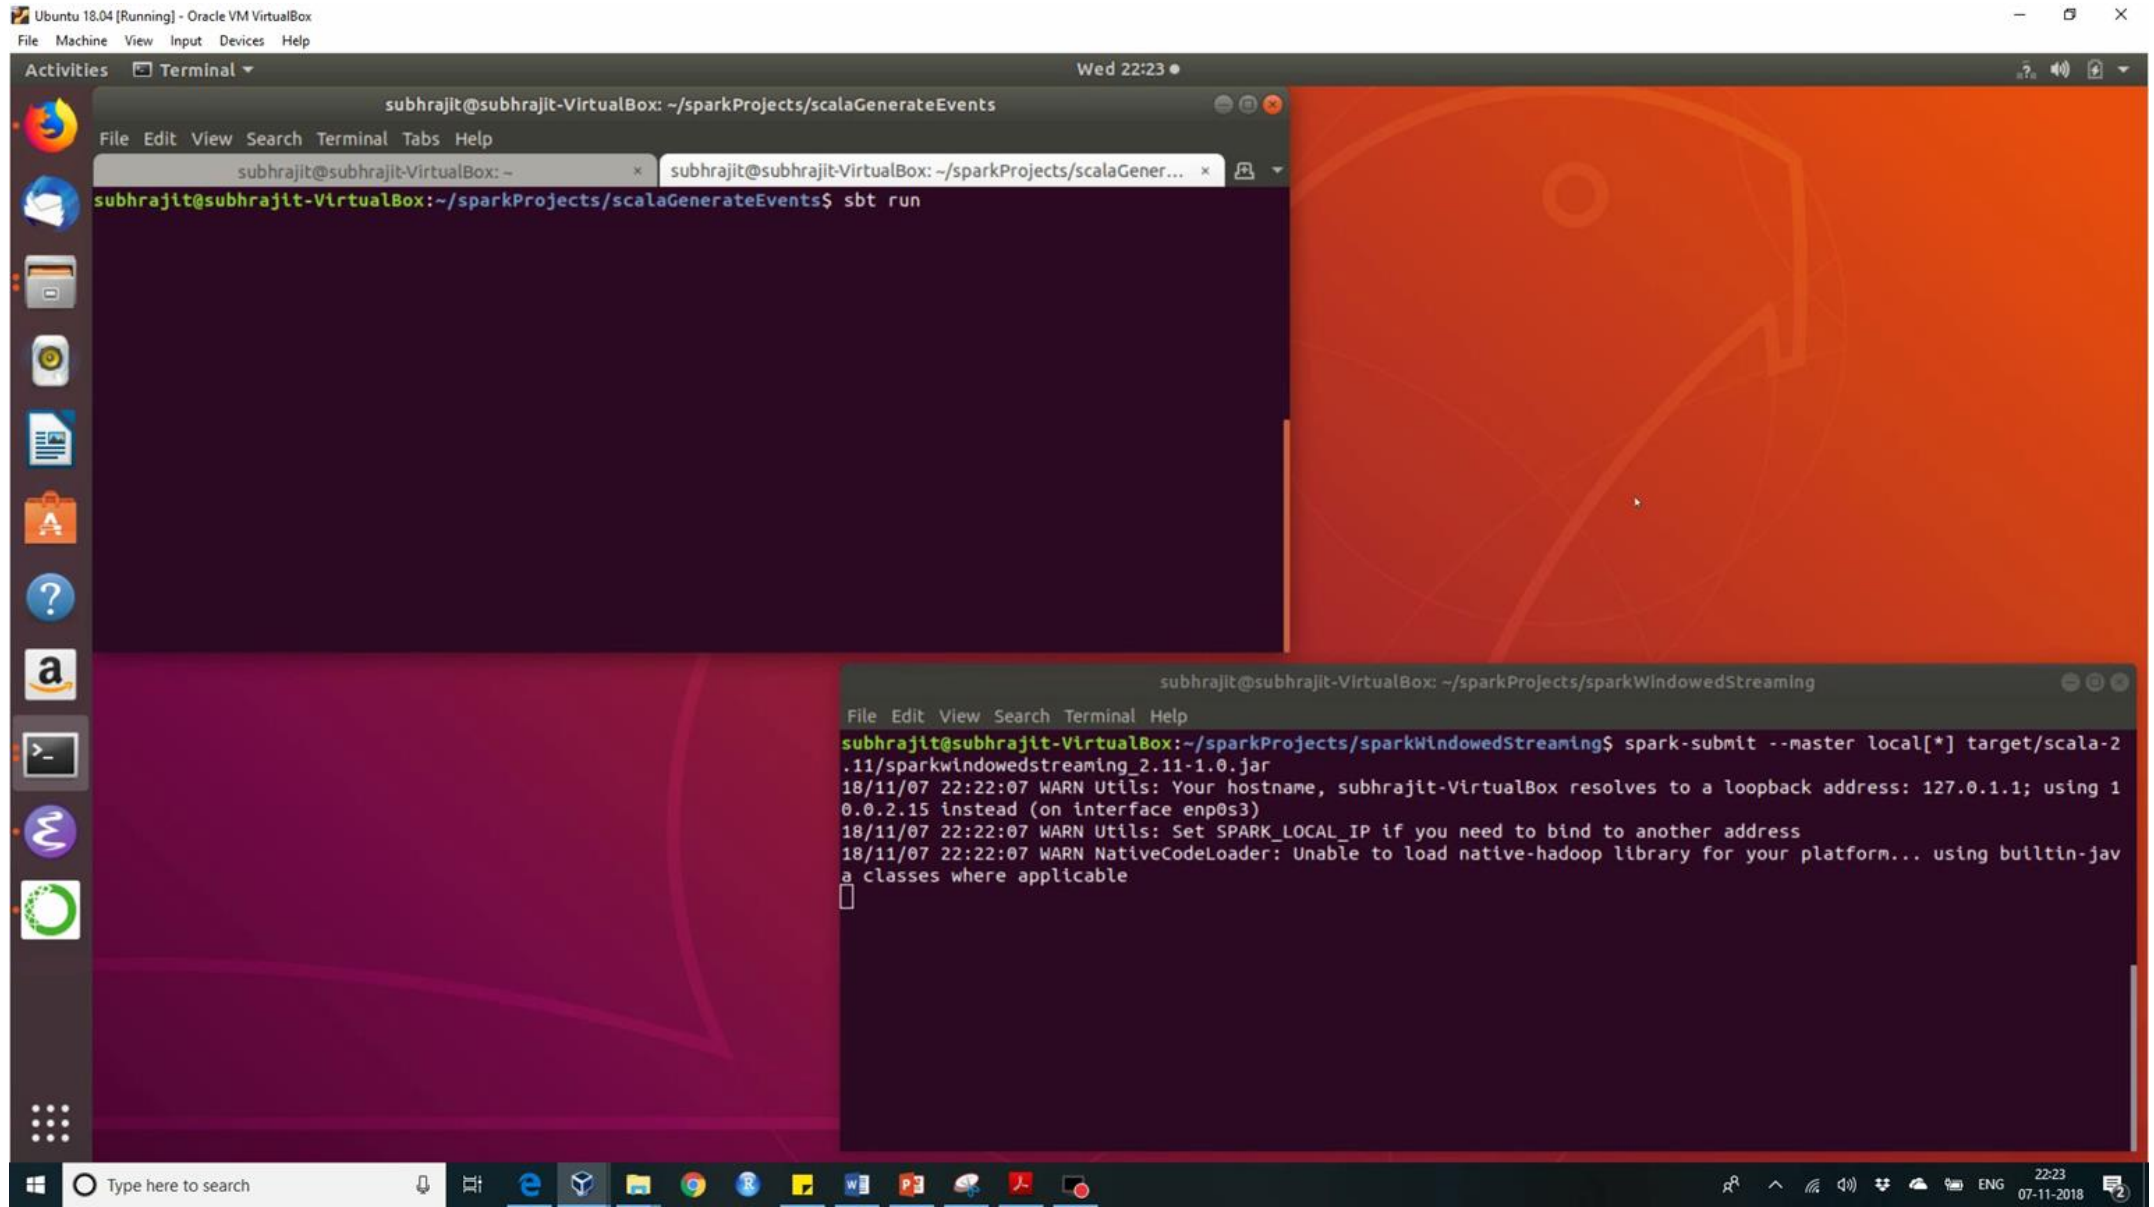 Ubuntu 18.04 [Running] - Oracle VM VirtualBox
File Machine View Input Devices Help
Activities Terminal Wed 22:23
subhrajit@subhrajit-VirtualBox: ~/sparkProjects/scalaGenerateEvents
File Edit View Search Terminal Tabs Help
subhrajit@subhrajit-VirtualBox: ~ × subhrajit@subhrajit-VirtualBox: ~/sparkProjects/scalaGener... ×
subhrajit@subhrajit-VirtualBox:~/sparkProjects/scalaGenerateEvents$ sbt run
subhrajit@subhrajit-VirtualBox: ~/sparkProjects/sparkWindowedStreaming
File Edit View Search Terminal Help
subhrajit@subhrajit-VirtualBox:~/sparkProjects/sparkWindowedStreaming$ spark-submit --master local[*] target/scala-2
.11/sparkwindowedstreaming_2.11-1.0.jar
18/11/07 22:22:07 WARN Utils: Your hostname, subhrajit-VirtualBox resolves to a loopback address: 127.0.1.1; using 1
0.0.2.15 instead (on interface enp0s3)
18/11/07 22:22:07 WARN Utils: Set SPARK_LOCAL_IP if you need to bind to another address
18/11/07 22:22:07 WARN NativeCodeLoader: Unable to load native-hadoop library for your platform... using builtin-jav
a classes where applicable
Type here to search
ENG
22:23
07-11-2018